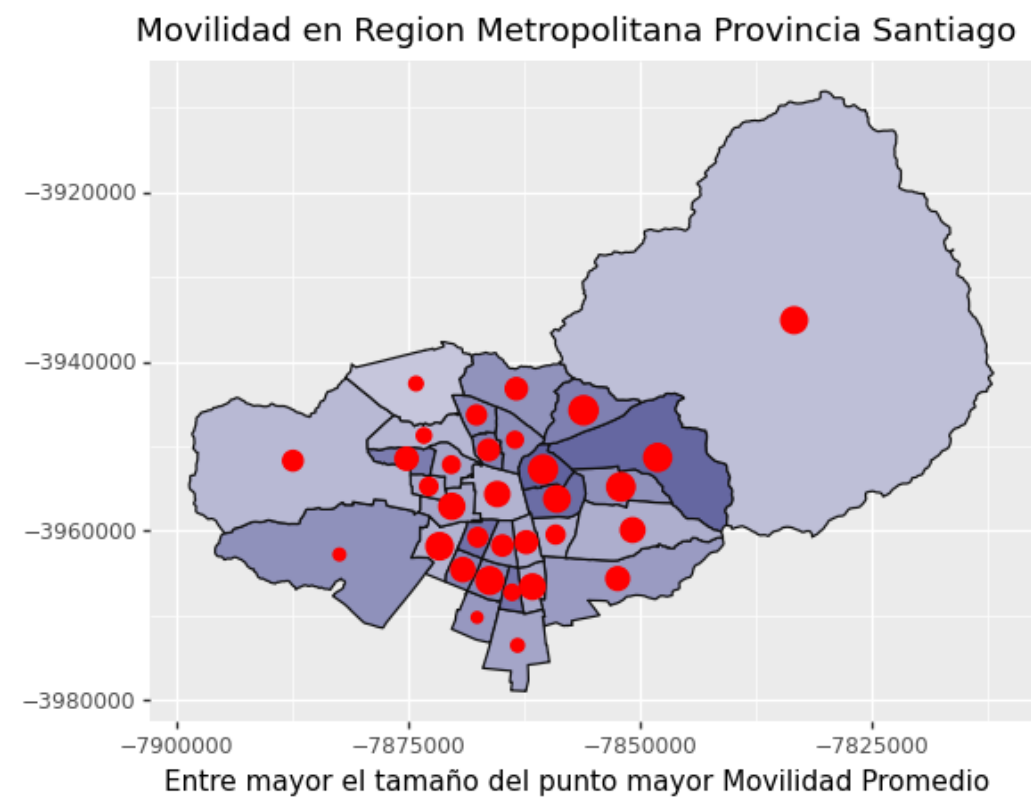 Movilidad en Region Metropolitana Provincia Santiago
−3920000
−3940000
−3960000
−3980000
−7900000 −7875000 −7850000 −7825000
Entre mayor el tamaño del punto mayor Movilidad Promedio